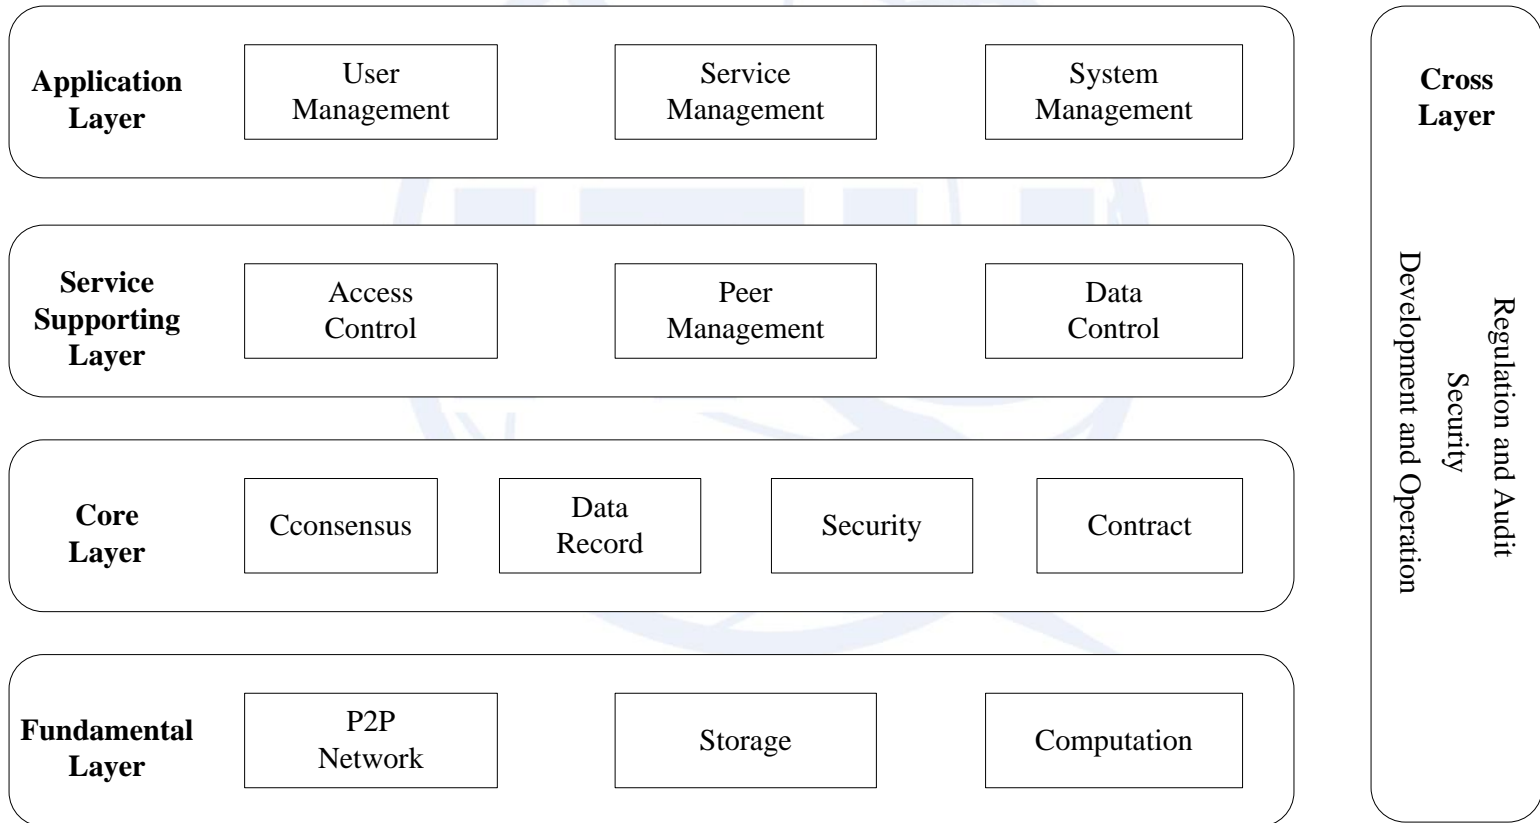 Application
Layer
User
Management
Service
Management
System
Management
Service
Supporting
Layer
Access
Control
Peer
Management
Data
Control
Core
Layer
Cconsensus
Data
Record
Security
Contract
Fundamental
Layer
P2P
Network
Storage
Computation
Cross
Layer
Regulation and Audit
Security
Development and Operation
ITU